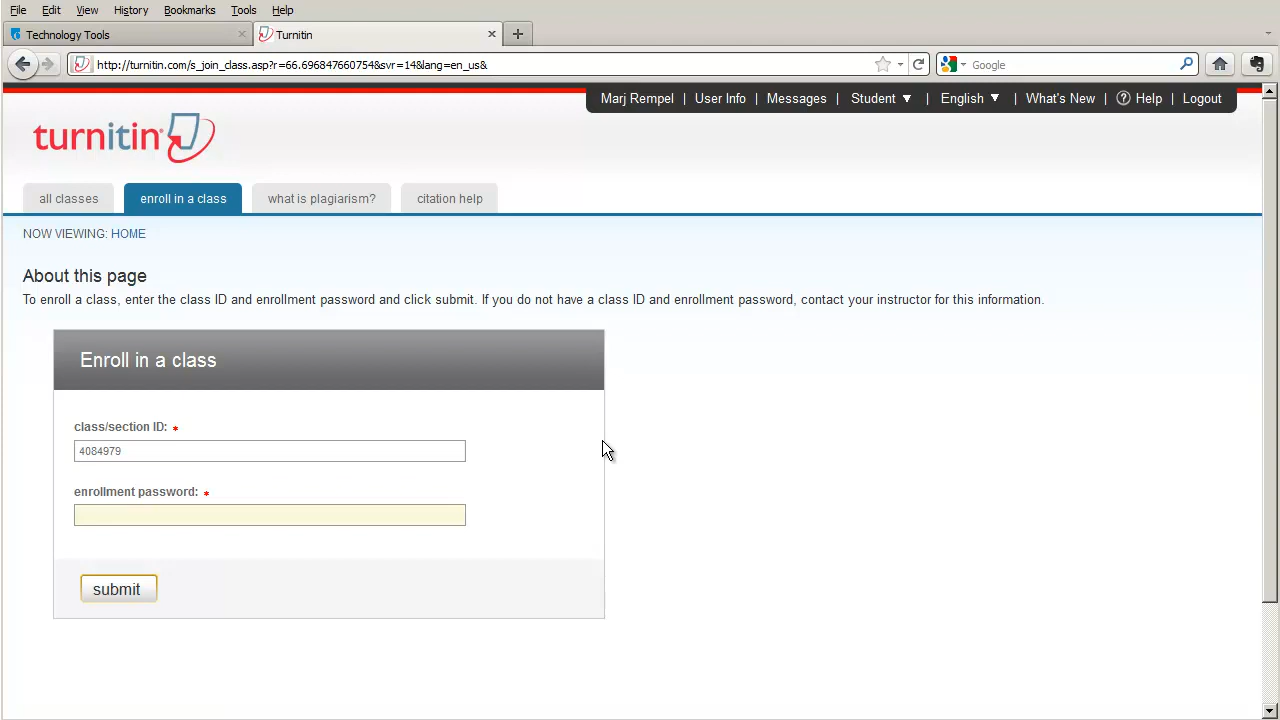 File Edit View History Bookmarks Tools Help
Technology Tools Turnitin
http://turnitin.com/s_join_class.asp?r=66.696847660754&svr=14&lang=en_us& Google
Marj Rempel | User Info | Messages | Student | English | What's New | ? Help | Logout
turnitin
all classes enroll in a class what is plagiarism? citation help
NOW VIEWING: HOME
About this page
To enroll a class, enter the class ID and enrollment password and click submit. If you do not have a class ID and enrollment password, contact your instructor for this information.
Enroll in a class
class/section ID: *
4084979
enrollment password: *
submit